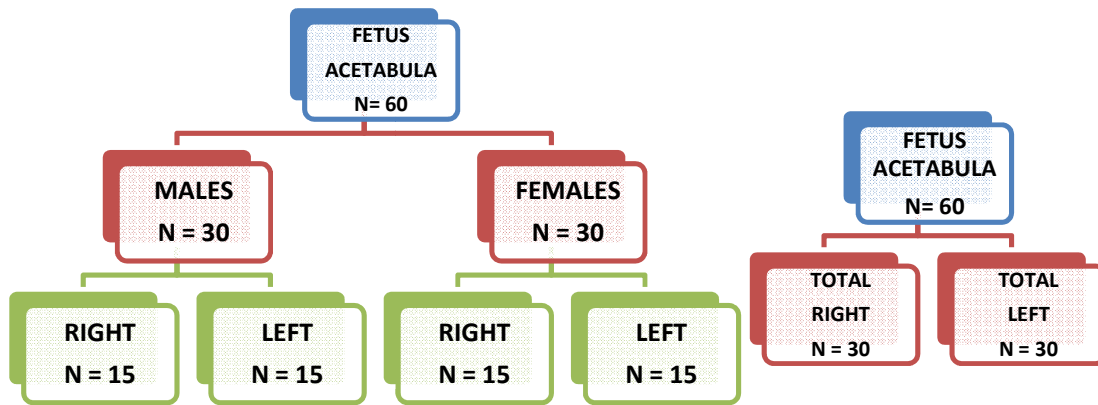 FETUS
ACETABULA
N= 60
MALES
N = 30
FEMALES
N = 30
RIGHT
N = 15
LEFT
N = 15
RIGHT
N = 15
LEFT
N = 15
FETUS
ACETABULA
N= 60
TOTAL
RIGHT
N = 30
TOTAL
LEFT
N = 30